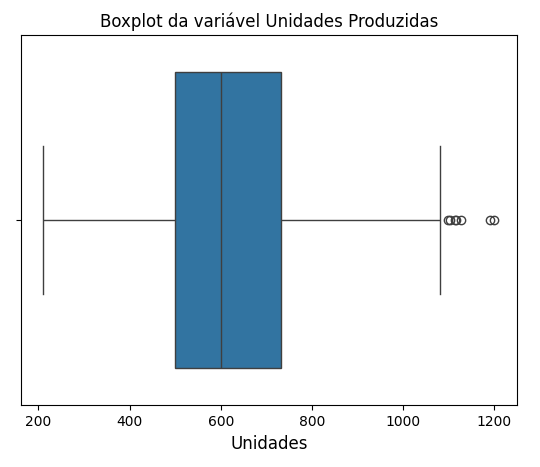 Boxplot da variável Unidades Produzidas
200 400 600 800 1000 1200
Unidades